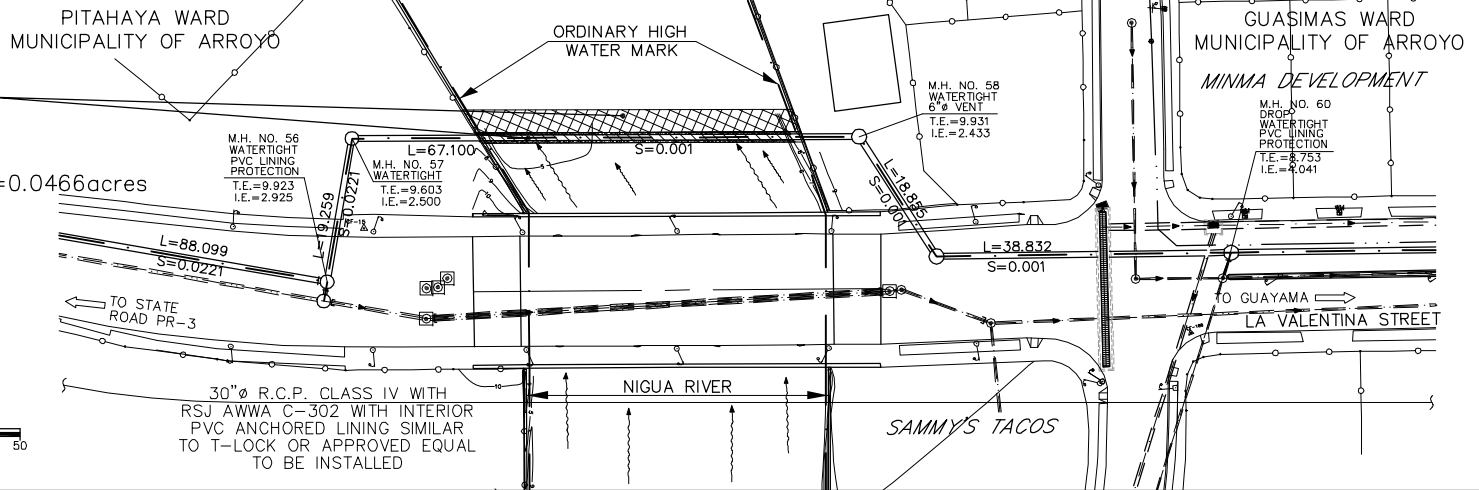 PITAHAYA WARD
MUNICIPALITY OF ARROYO
ORDINARY HIGH
WATER MARK
GUASIMAS WARD
MUNICIPALITY OF ARROYO
MINMA DEVELOPMENT
M.H. NO. 58
WATERTIGHT
6"ø VENT
T.E.=9.931
I.E.=2.433
M.H. NO. 60
DROP
WATERTIGHT
PVC LINING
PROTECTION
T.E.=8.753
I.E.=4.041
M.H. NO. 56
WATERTIGHT
PVC LINING
PROTECTION
T.E.=9.923
I.E.=2.925
M.H. NO. 57
WATERTIGHT
T.E.=9.603
I.E.=2.500
L=67.100
S=0.001
=0.0466acres
L=19.259
S=0.0221
L=18.855
S=0.001
L=88.099
S=0.0221
L=38.832
S=0.001
TO STATE
ROAD PR-3
TO GUAYAMA
LA VALENTINA STREET
NIGUA RIVER
10
30"ø R.C.P. CLASS IV WITH
RSJ AWWA C-302 WITH INTERIOR
PVC ANCHORED LINING SIMILAR
TO T-LOCK OR APPROVED EQUAL
TO BE INSTALLED
SAMMY'S TACOS
50